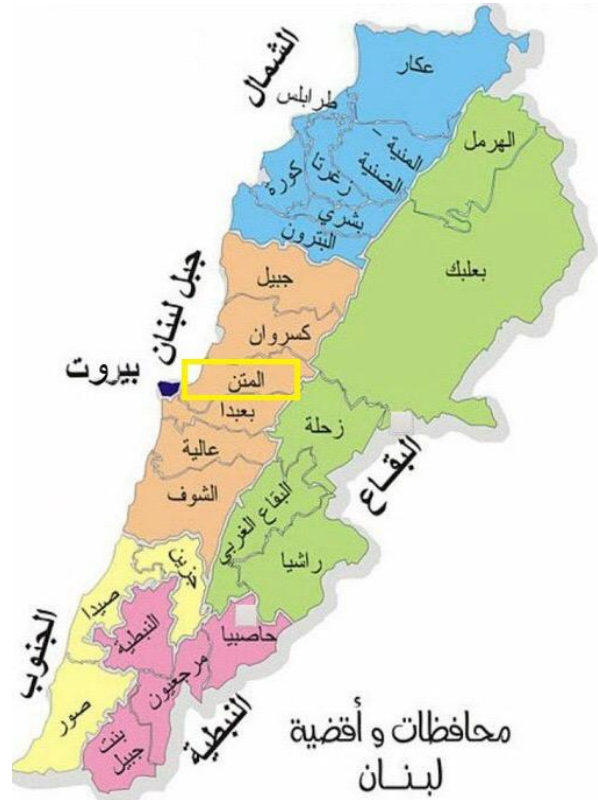 الشمال
عكار
طرابلس
المنية -
الضنية
زغرتا
كورة
الهرمل
بشري
البترون
جبل لبنان
جبيل
بعلبك
كسروان
بيروت
المتن
بعبدا
زحلة
عالية
البقاع
الشوف
البقاع الغربي
راشيا
جزين
صيدا
الجنوب
النبطية
حاصبيا
مرجعيون
صور
بنت
جبيل
النبطية
محافظات و أقضية
لبنان